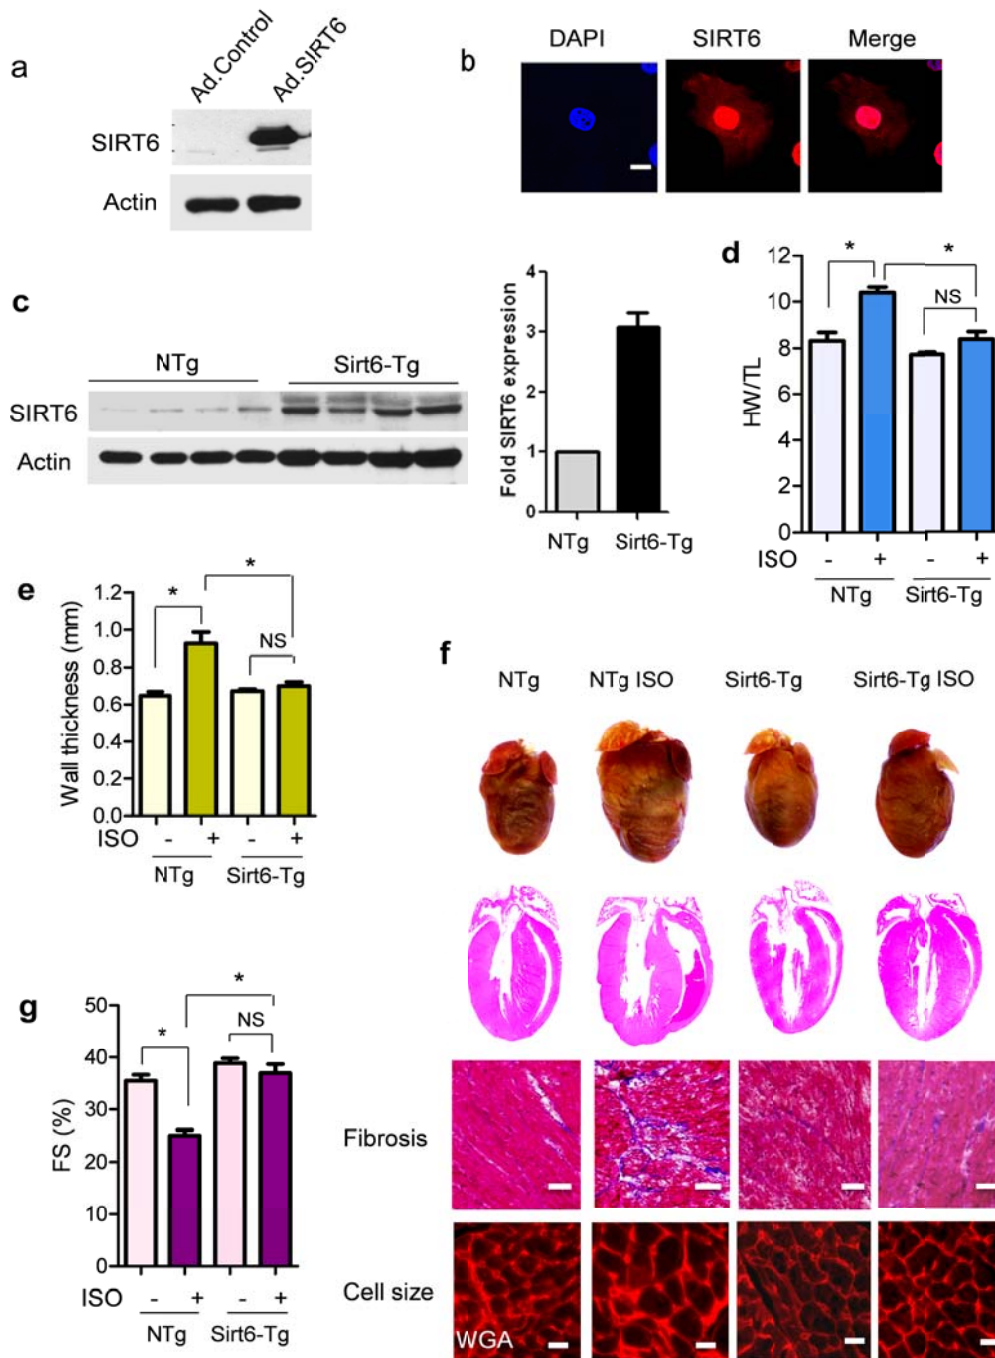 a
Ad.Control
Ad.SIRT6
SIRT6
Actin
b
DAPI SIRT6 Merge
c
NTg Sirt6-Tg
SIRT6
Actin
Fold SIRT6 expression
4
3
2
1
0
NTg Sirt6-Tg
d
HW/TL
12
10
8
6
4
2
0
* *
NS
ISO - + - +
NTg Sirt6-Tg
e
Wall thickness (mm)
1.2
1.0
0.8
0.6
0.4
0.2
0.0
* *
NS
ISO - + - +
NTg Sirt6-Tg
f
NTg NTg ISO Sirt6-Tg Sirt6-Tg ISO
Fibrosis
Cell size
WGA
g
FS (%)
50
40
30
20
10
0
* *
NS
ISO - + - +
NTg Sirt6-Tg